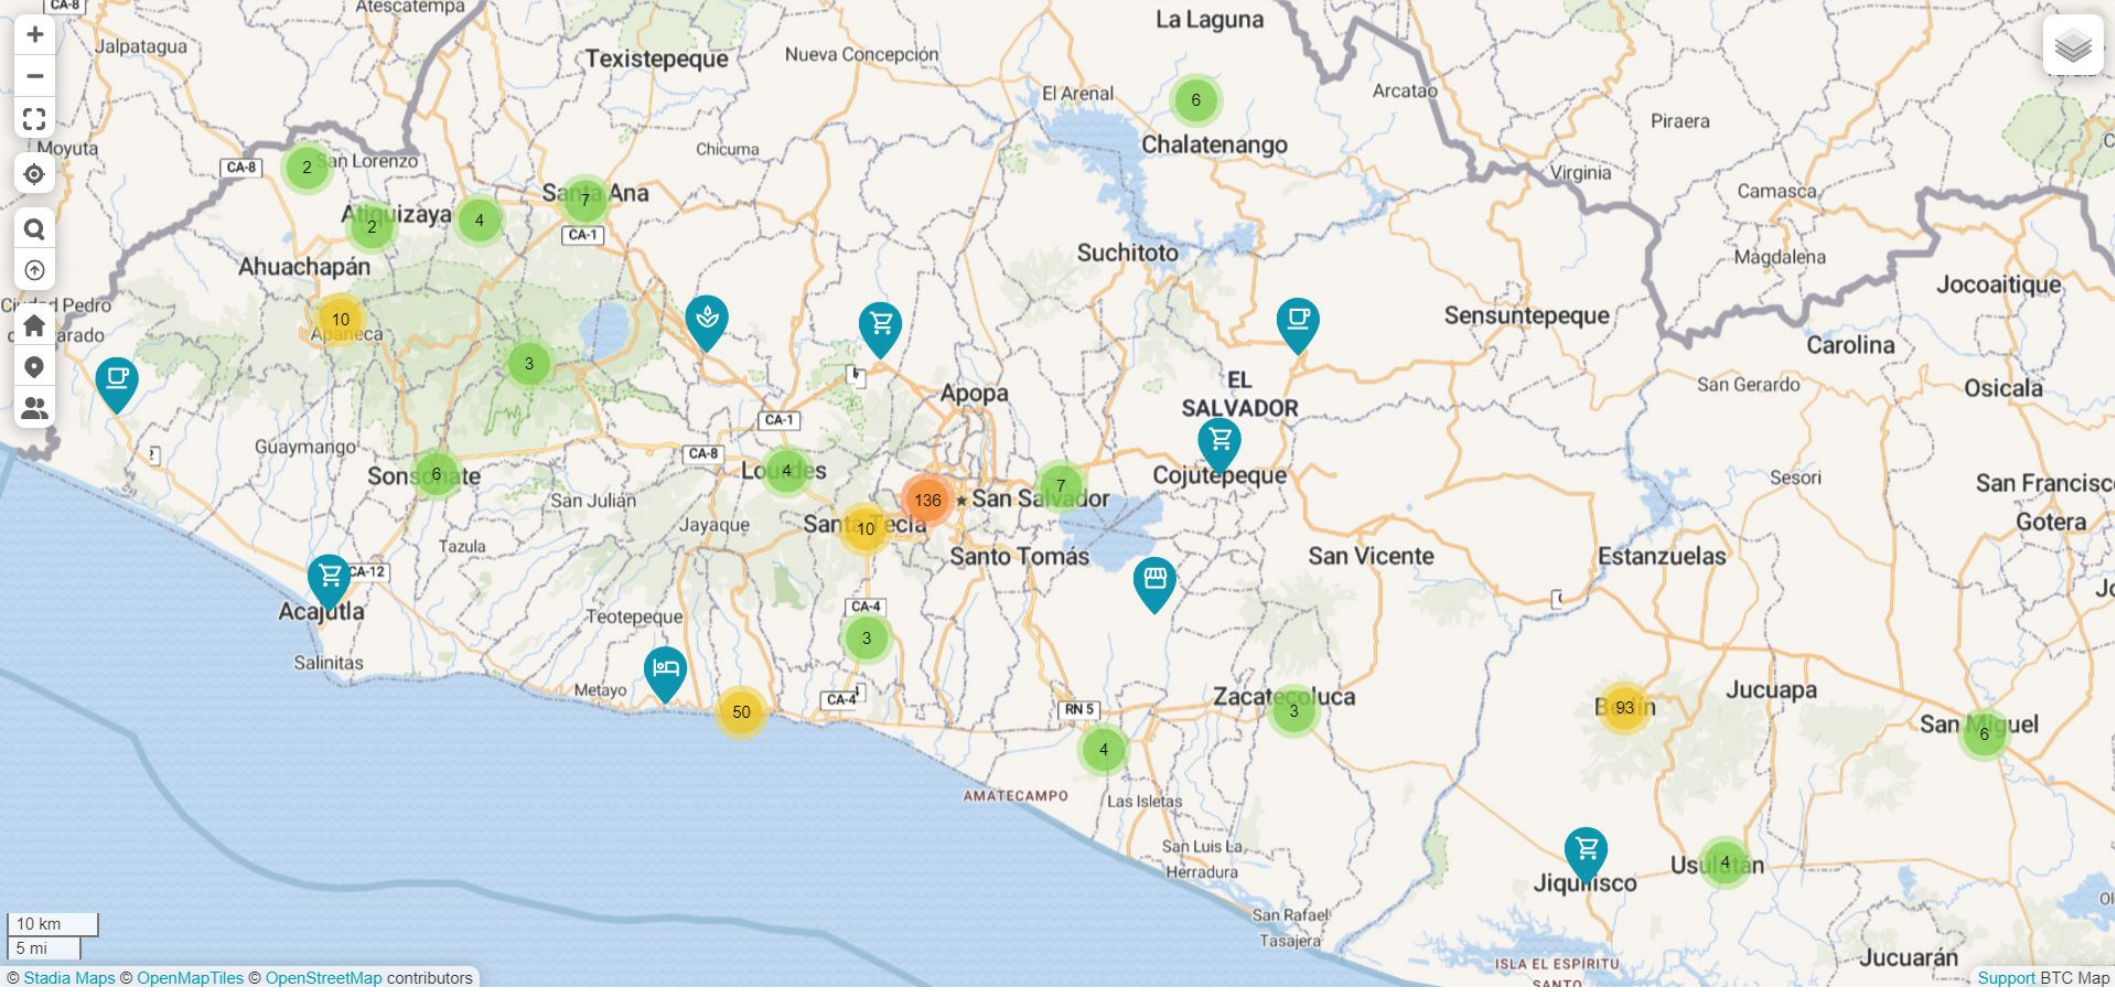 CA-8
Atescatempa
La Laguna
Jalpatagua
Texistepeque
Nueva Concepción
El Arenal
Arcatao
6
Piraera
Chalatenango
Moyuta
Chicuma
CA-8
2
San Lorenzo
Virginia
Camasca
Santa Ana
7
Atiquizaya
2
4
CA-1
Suchitoto
Magdalena
Ahuachapán
Jocoaitique
Ciudad Pedro
de Alvarado
10
Apaneca
Sensuntepeque
Carolina
3
EL
SALVADOR
Apopa
San Gerardo
Osicala
CA-1
Guaymango
CA-8
Lourdes
4
Sonsonate
6
Cojutepeque
Sesori
San Francisco
Gotera
San Julián
136
San Salvador
7
Jayaque
Santa Tecla
10
Tazula
Santo Tomás
San Vicente
Estanzuelas
CA-12
Acajutla
Teotepeque
CA-4
3
Salinitas
Metayo
CA-4
50
RN 5
Zacatecoluca
3
Berlín
93
Jucuapa
San Miguel
6
4
AMATECAMPO
Las Isletas
San Luis La
Herradura
Jiquilisco
Usulután
4
San Rafael
Tasajera
10 km
5 mi
ISLA EL ESPÍRITU
SANTO
Jucuarán
© Stadia Maps © OpenMapTiles © OpenStreetMap contributors
Support BTC Map